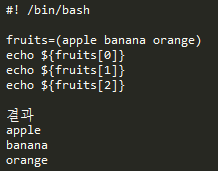 #! /bin/bash
fruits=(apple banana orange)
echo ${fruits[0]}
echo ${fruits[1]}
echo ${fruits[2]}
결과
apple
banana
orange